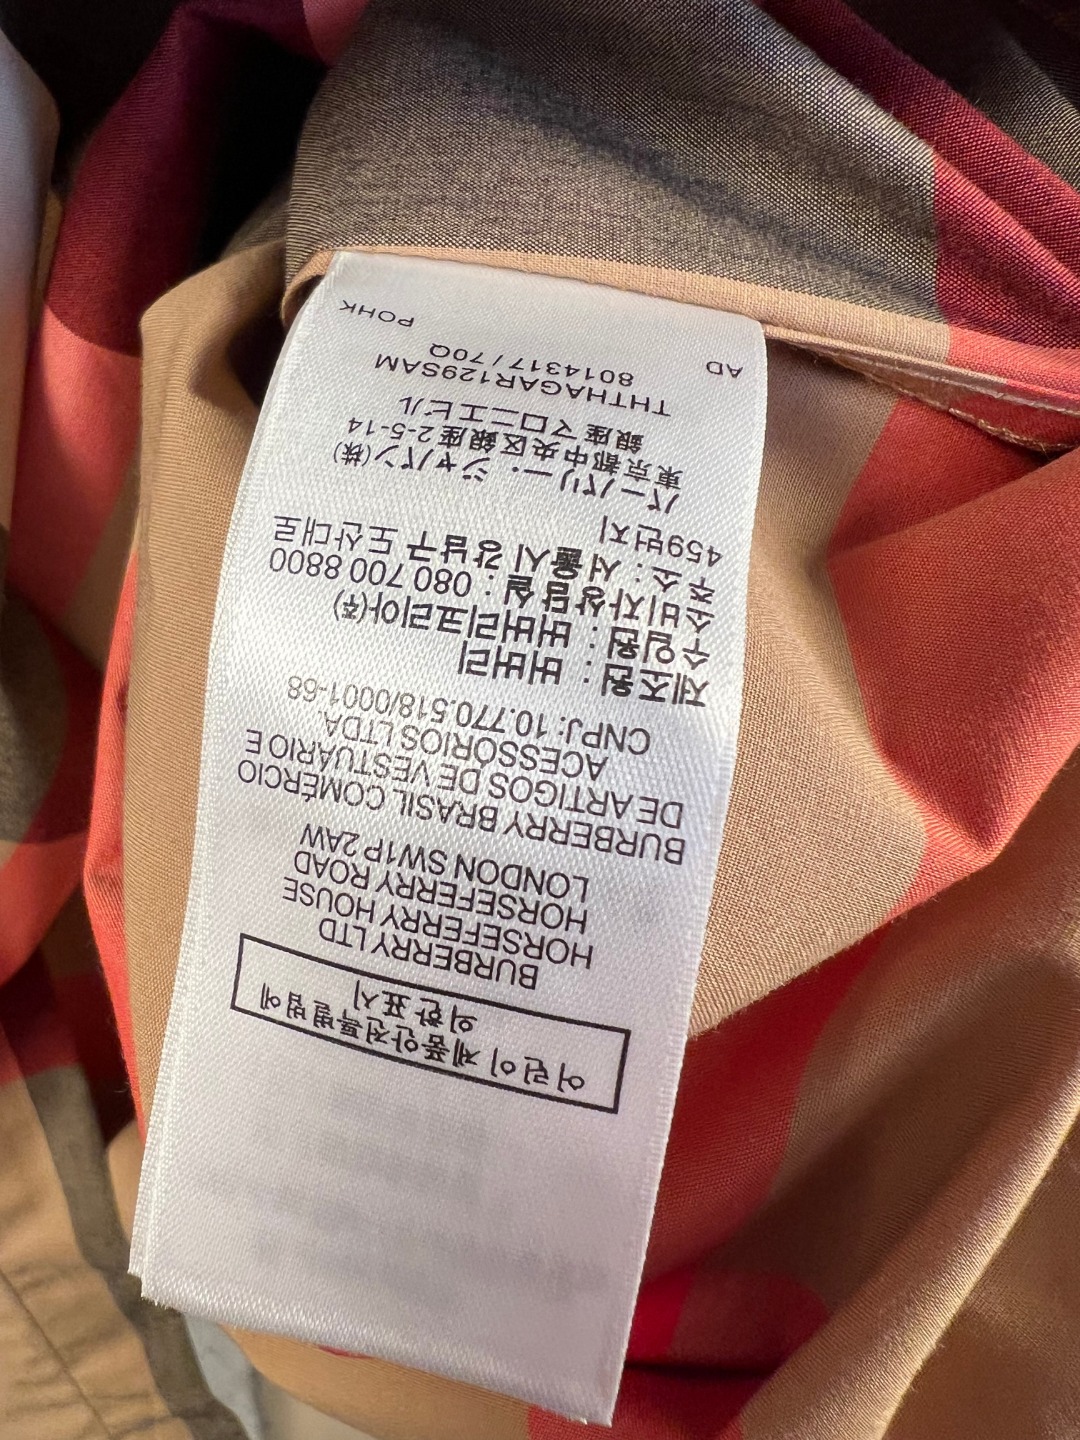 어린이제품안전특별법에
의한표시
BURBERRY LTD
HORSEFERRY HOUSE
HORSEFERRY ROAD
LONDON SW1P 2AW
BURBERRY BRASIL COMÉRCIO
DE ARTIGOS DE VESTUÁRIO E
ACESSÓRIOS LTDA.
CNPJ: 10.770.518/0001-68
제조원 : 버버리
수입원 : 버버리코리아(주)
소비자상담실 : 080 700 8800
주소 : 서울시 강남구 도산대로
459번지
バーバリー・ジャパン(株)
東京都中央区銀座2-5-14
銀座マロニエビル
THTHAGAR129SAM
8014317 / 70Q
AD POHK